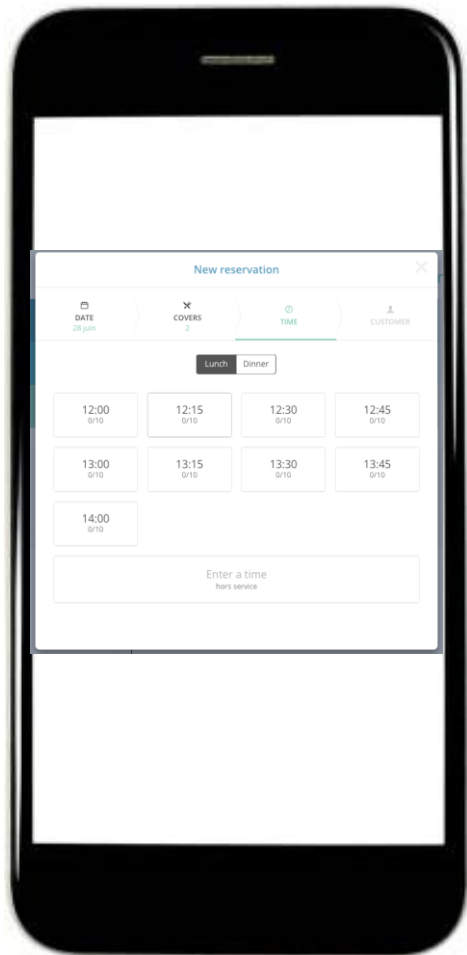 New reservation
DATE
28 juin
COVERS
2
TIME
CUSTOMER
Lunch Dinner
12:00
0/10
12:15
0/10
12:30
0/10
12:45
0/10
13:00
0/10
13:15
0/10
13:30
0/10
13:45
0/10
14:00
0/10
Enter a time
hors service